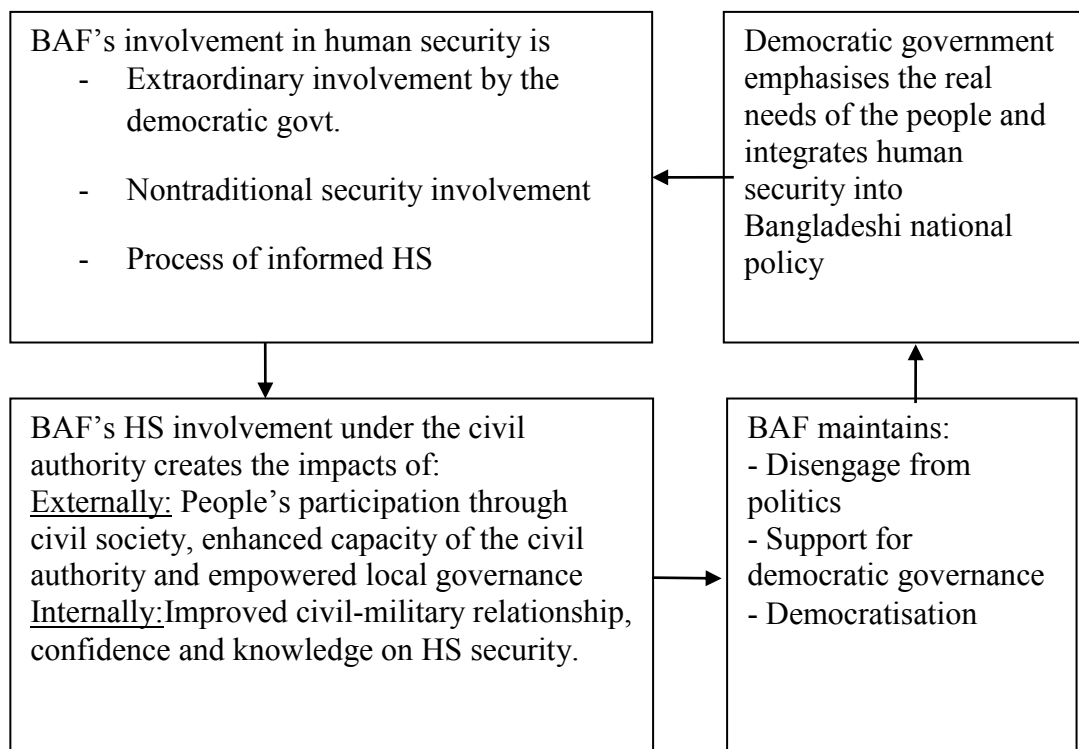 BAF’s involvement in human security is
- Extraordinary involvement by the
democratic govt.
- Nontraditional security involvement
- Process of informed HS
Democratic government
emphasises the real
needs of the people and
integrates human
security into
Bangladeshi national
policy
BAF’s HS involvement under the civil
authority creates the impacts of:
Externally: People’s participation through
civil society, enhanced capacity of the civil
authority and empowered local governance
Internally:Improved civil-military relationship,
confidence and knowledge on HS security.
BAF maintains:
- Disengage from
politics
- Support for
democratic governance
- Democratisation